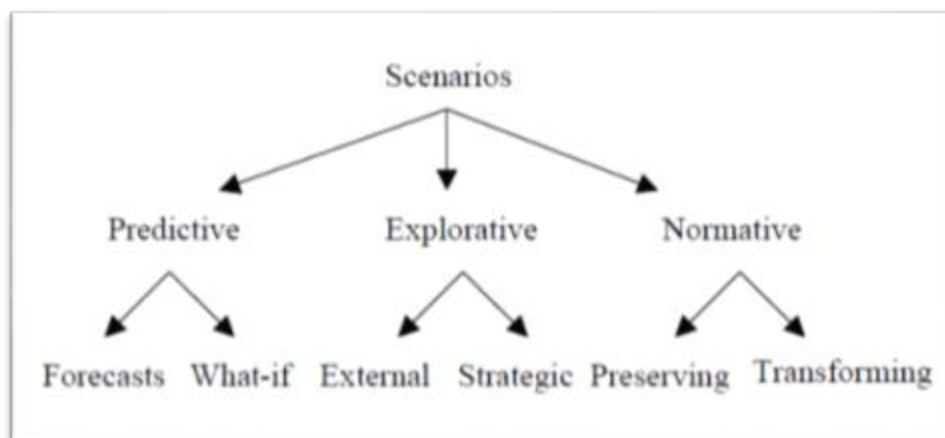 Scenarios
Predictive Explorative Normative
Forecasts What-if External Strategic Preserving Transforming